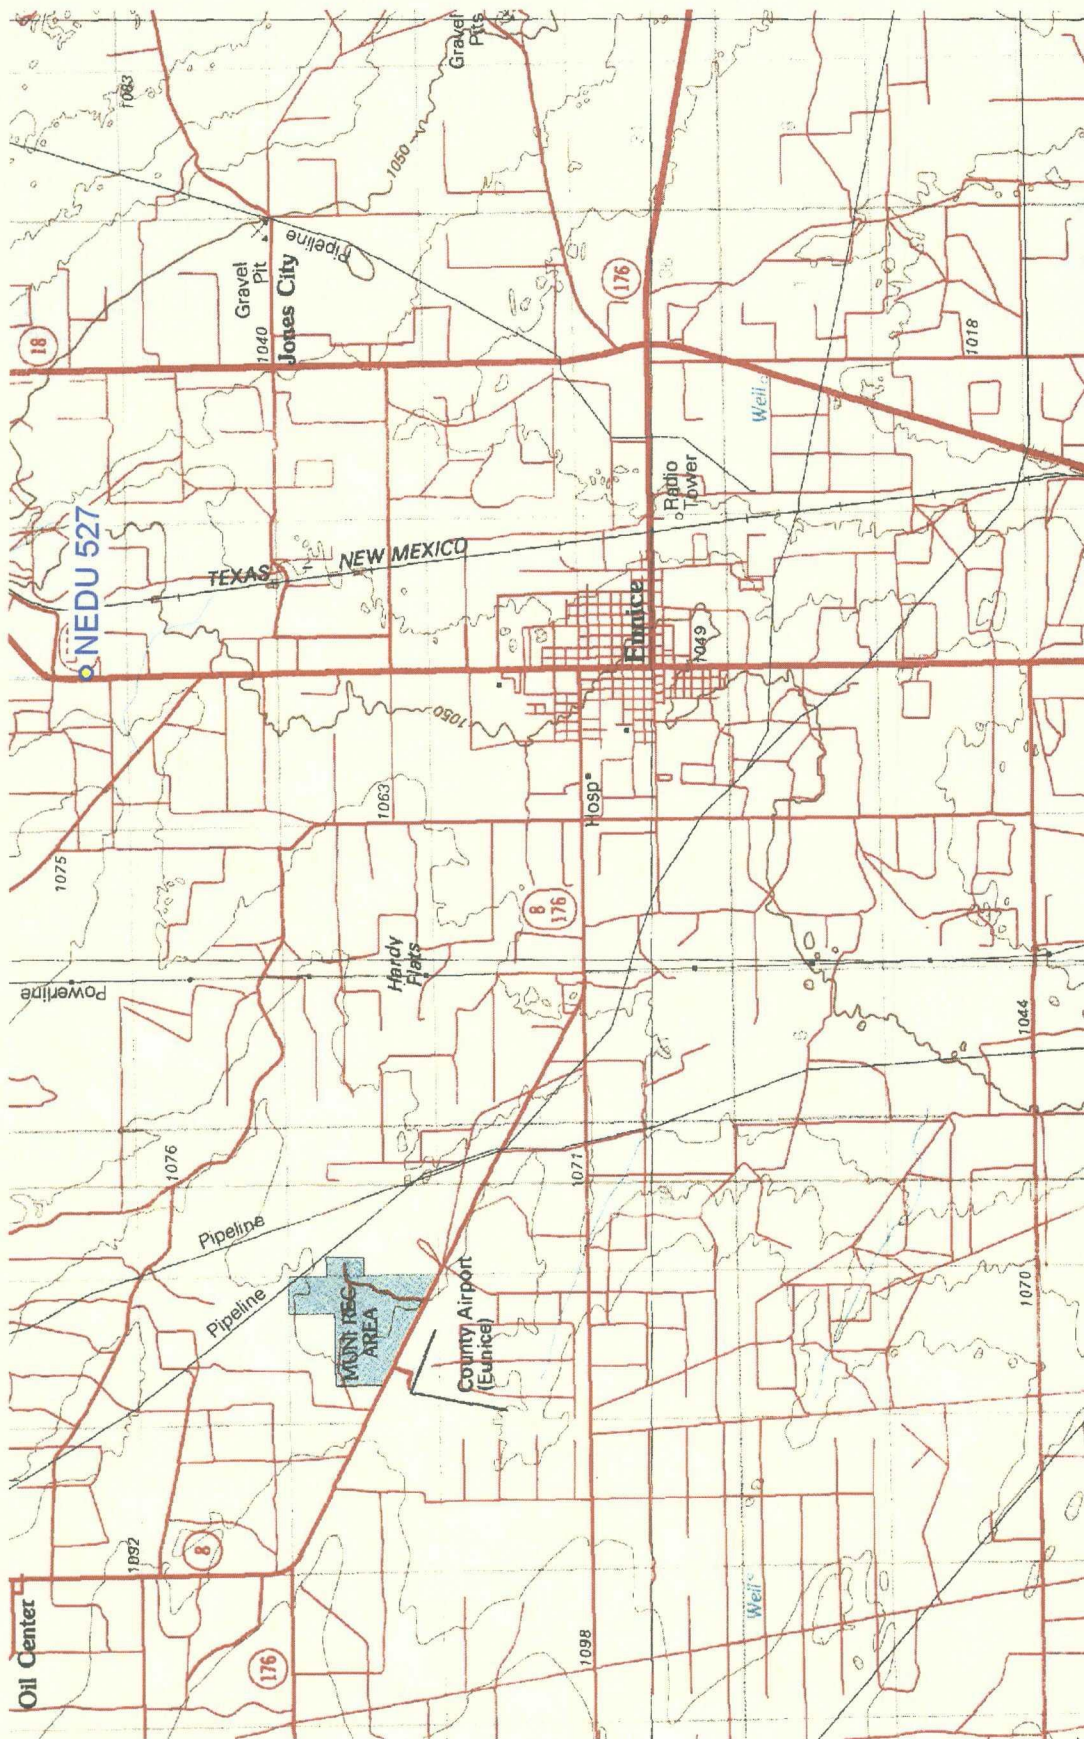 Oil Center
1092
8
176
Pipeline
Pipeline
1076
Powerline
1075
NEDU 527
18
1083
MUNI REC
AREA
County Airport
(Eunice)
Hardy
Flats
1063
1050
TEXAS
NEW MEXICO
1040
Jones City
Gravel
Pit
Pipeline
1050
Gravel
Pits
1098
1071
8
176
Hosp
Eunice
1049
Radio
Tower
176
Well
Well
1070
1044
1018